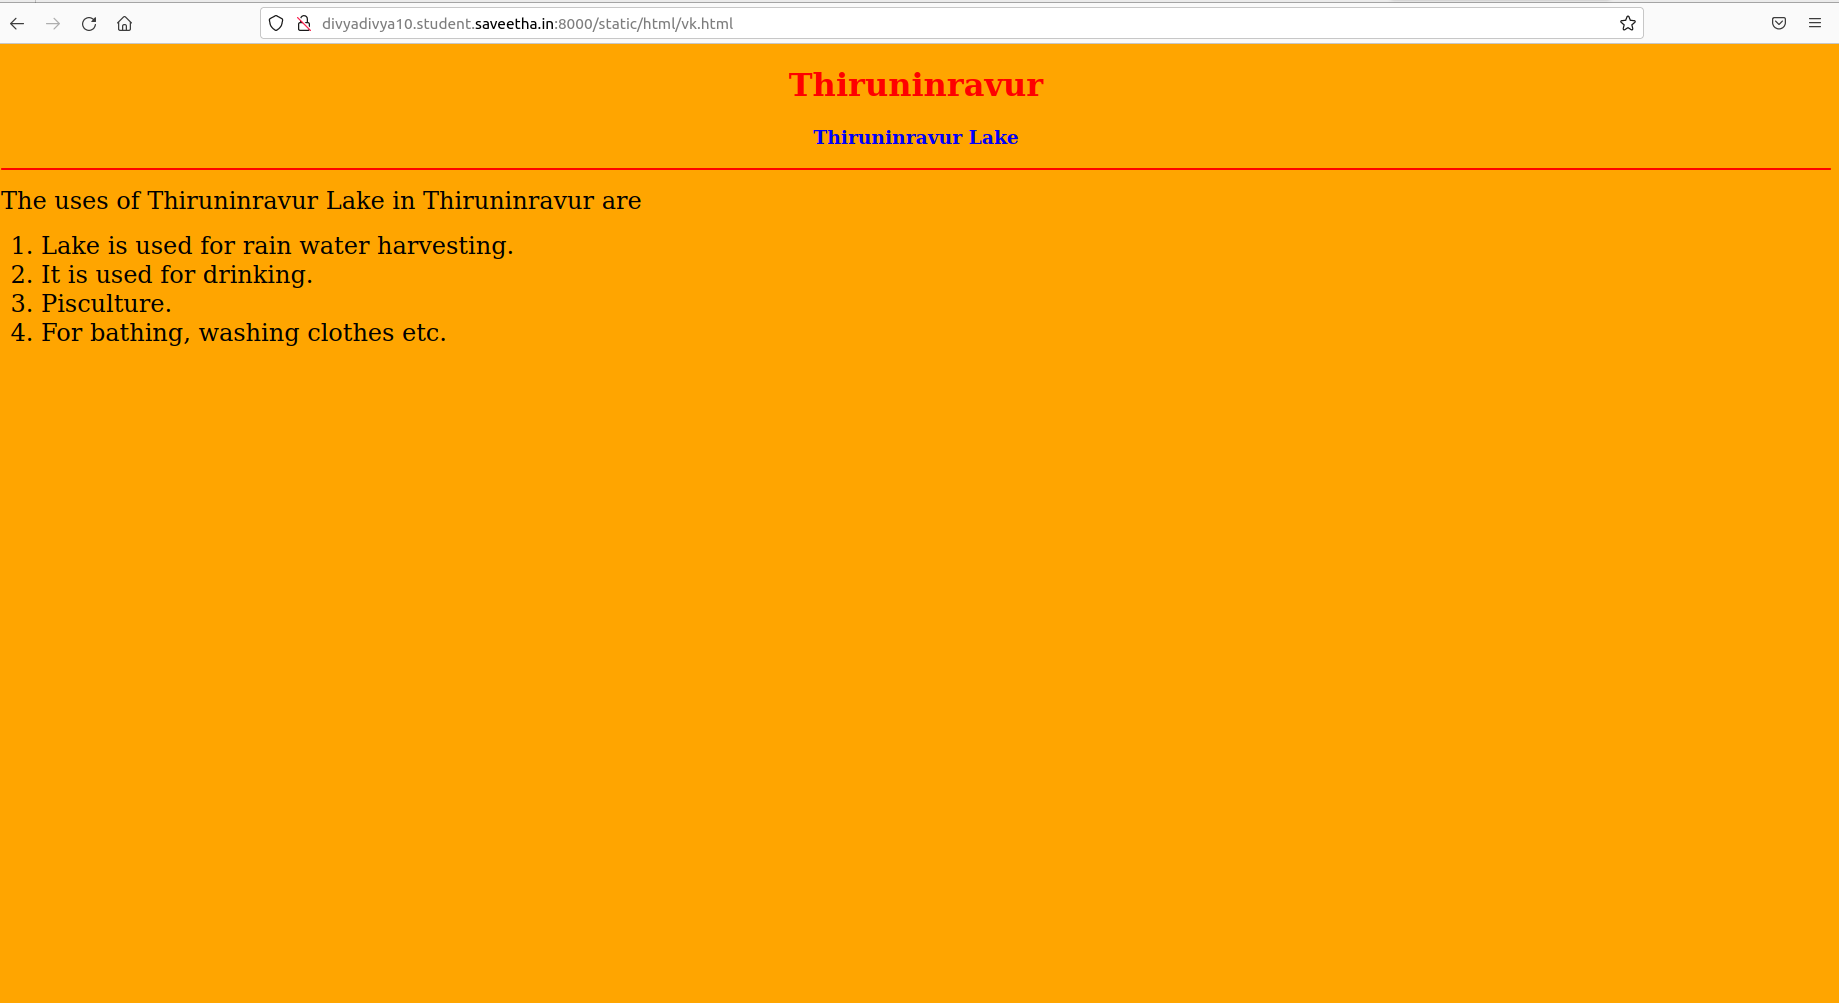 divyadivya10.student.saveetha.in:8000/static/html/vk.html
Thiruninravur
Thiruninravur Lake
The uses of Thiruninravur Lake in Thiruninravur are
1. Lake is used for rain water harvesting.
2. It is used for drinking.
3. Pisculture.
4. For bathing, washing clothes etc.